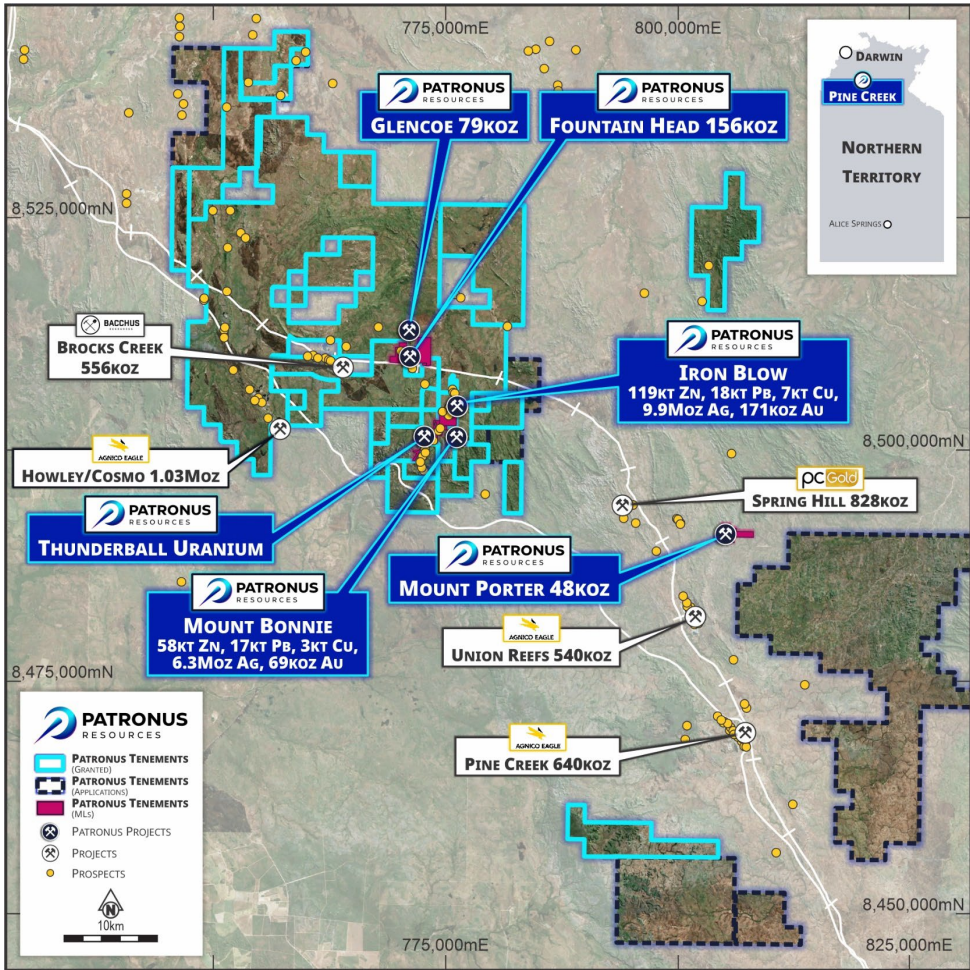 775,000mE
800,000mE
DARWIN
PINE CREEK
NORTHERN
TERRITORY
ALICE SPRINGS
PATRONUS
RESOURCES
GLENCOE 79KOZ
PATRONUS
RESOURCES
FOUNTAIN HEAD 156KOZ
8,525,000mN
BACCHUS
BROCKS CREEK
556KOZ
PATRONUS
RESOURCES
IRON BLOW
119KT ZN, 18KT PB, 7KT CU,
9.9MOZ AG, 171KOZ AU
AGNICO EAGLE
HOWLEY/COSMO 1.03MOZ
8,500,000mN
pcGold
SPRING HILL 828KOZ
PATRONUS
RESOURCES
THUNDERBALL URANIUM
PATRONUS
RESOURCES
MOUNT PORTER 48KOZ
PATRONUS
RESOURCES
MOUNT BONNIE
58KT ZN, 17KT PB, 3KT CU,
6.3MOZ AG, 69KOZ AU
AGNICO EAGLE
UNION REEFS 540KOZ
8,475,000mN
AGNICO EAGLE
PINE CREEK 640KOZ
PATRONUS
RESOURCES
PATRONUS TENEMENTS
(GRANTED)
PATRONUS TENEMENTS
(APPLICATIONS)
PATRONUS TENEMENTS
(MLS)
PATRONUS PROJECTS
PROJECTS
PROSPECTS
N
10km
8,450,000mN
775,000mE
825,000mE